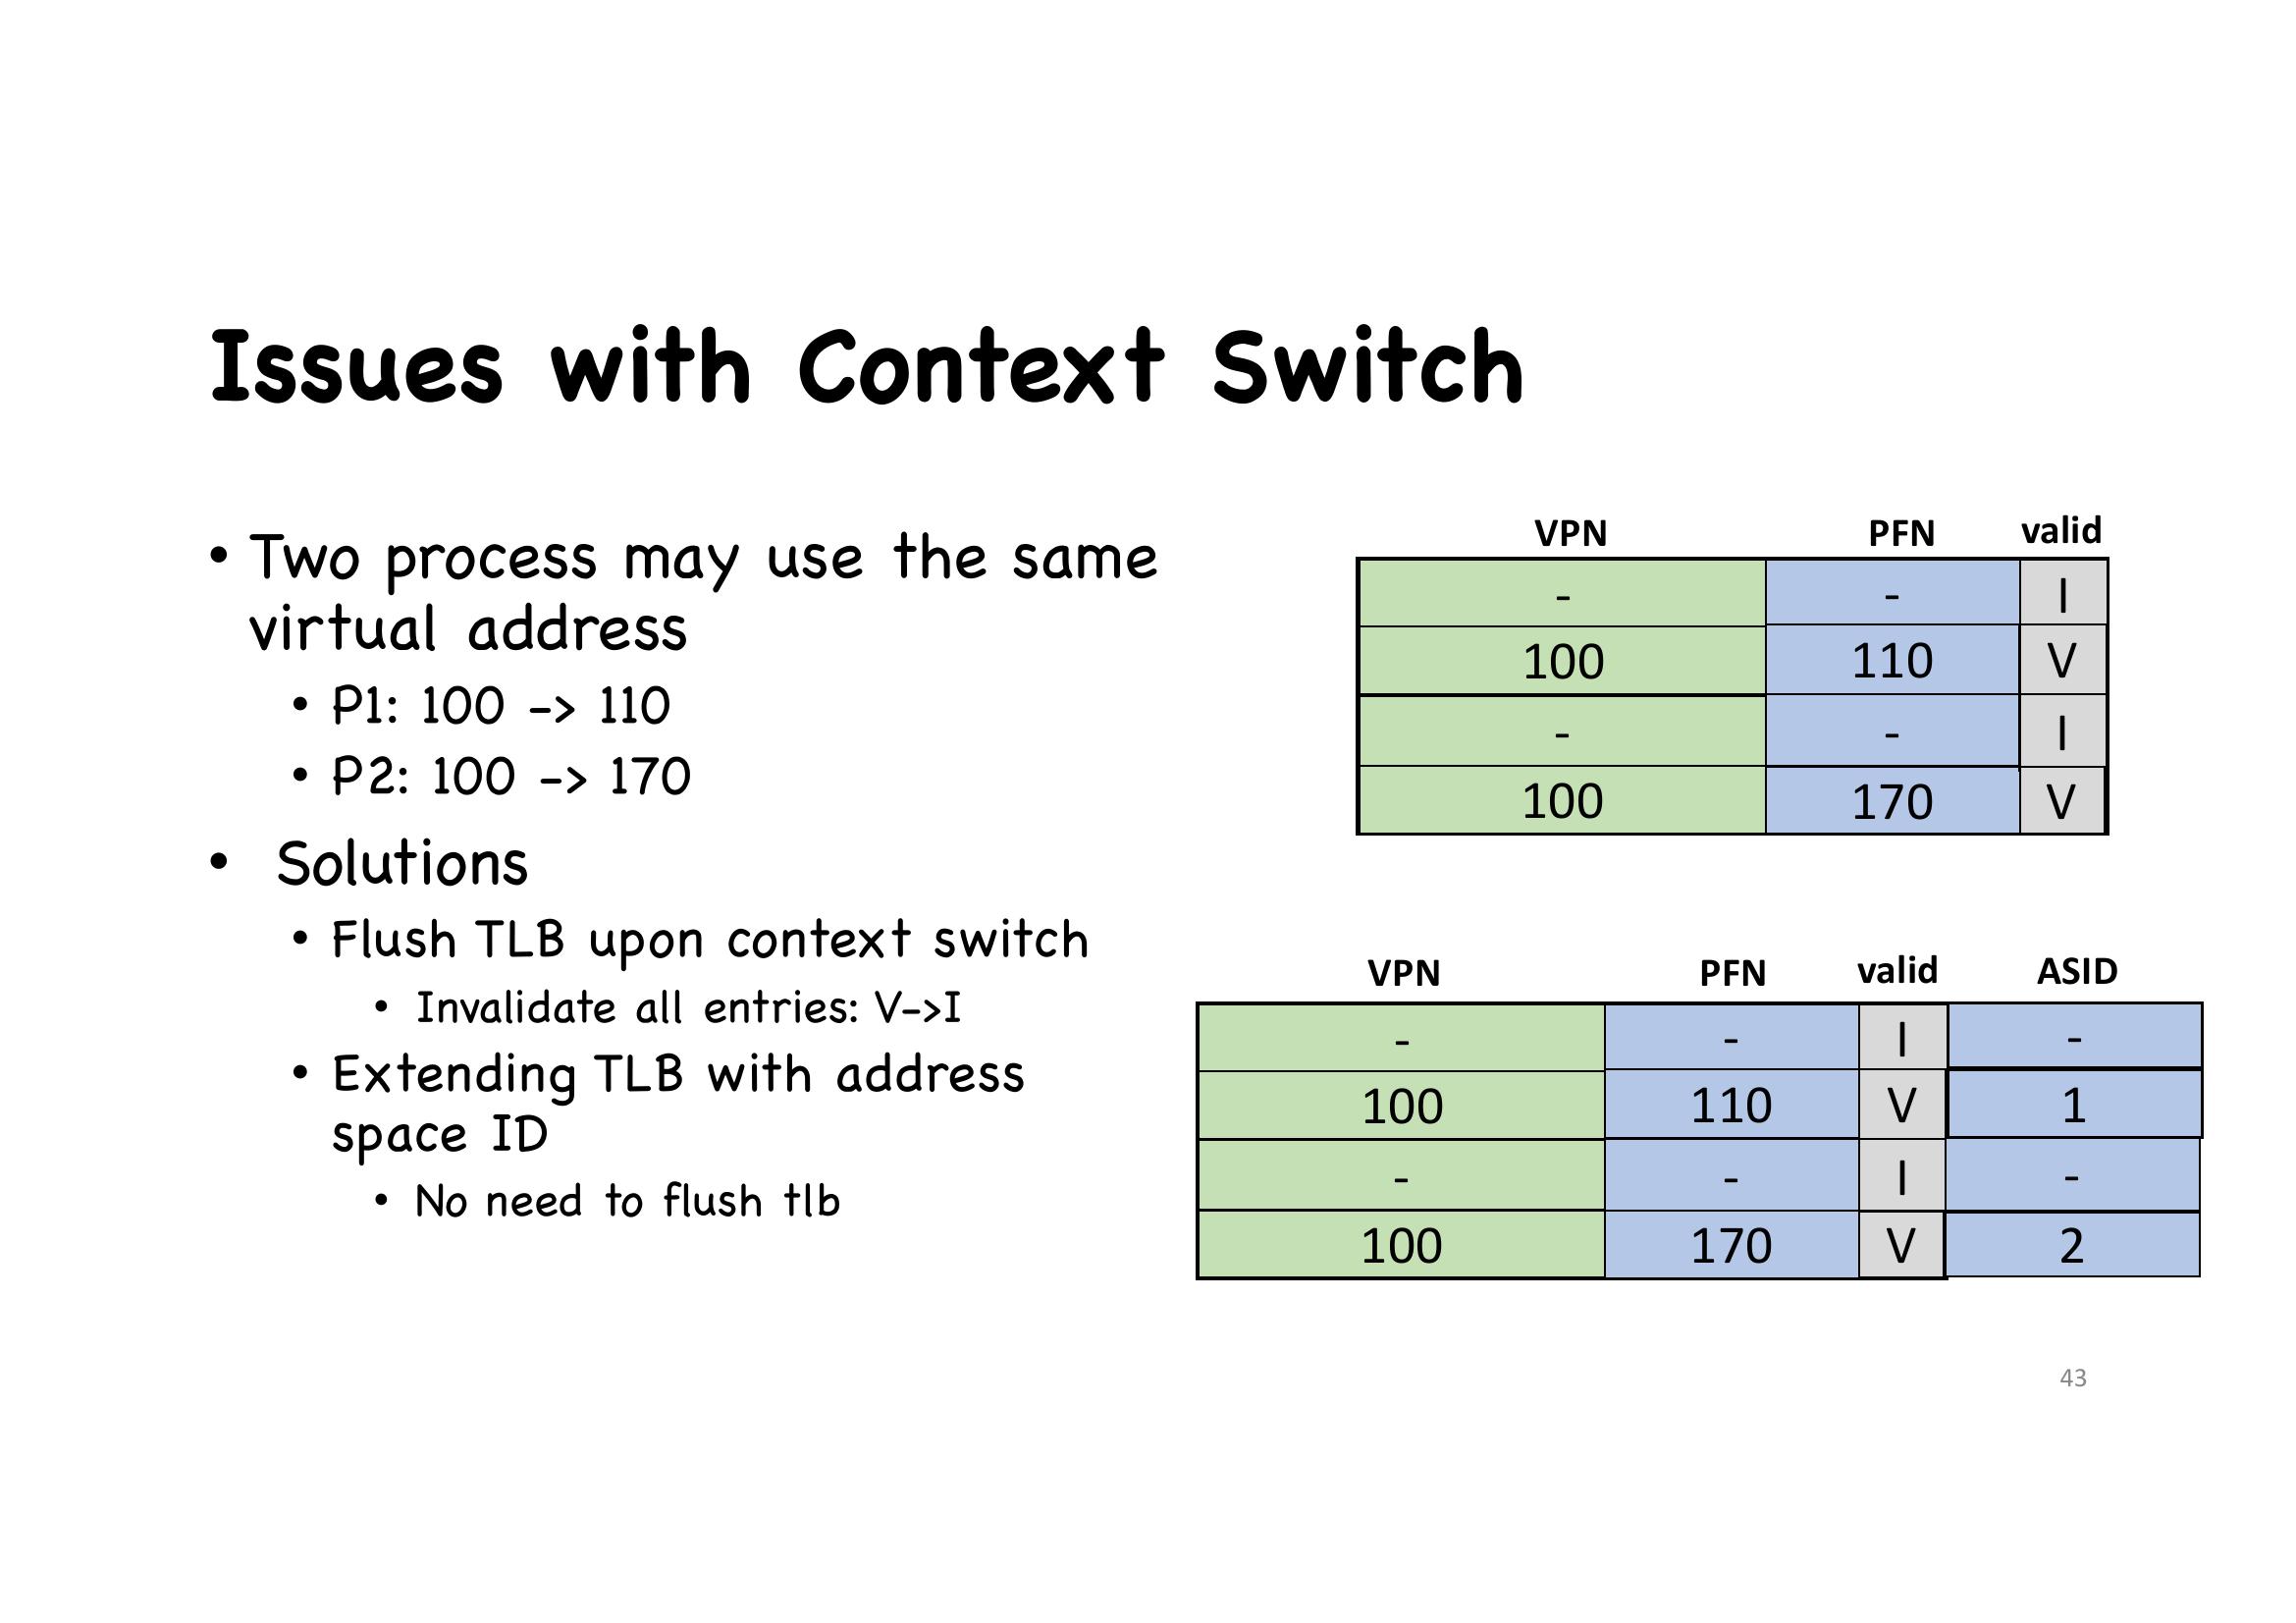 Issues with Context Switch
• Two process may use the same
virtual address
• P1: 100 -> 110
• P2: 100 -> 170
• Solutions
• Flush TLB upon context switch
• Invalidate all entries: V->I
• Extending TLB with address
space ID
• No need to flush tlb
VPN PFN valid
- - I
100 110 V
- - I
100 170 V
VPN PFN valid ASID
- - I -
100 110 V 1
- - I -
100 170 V 2
43